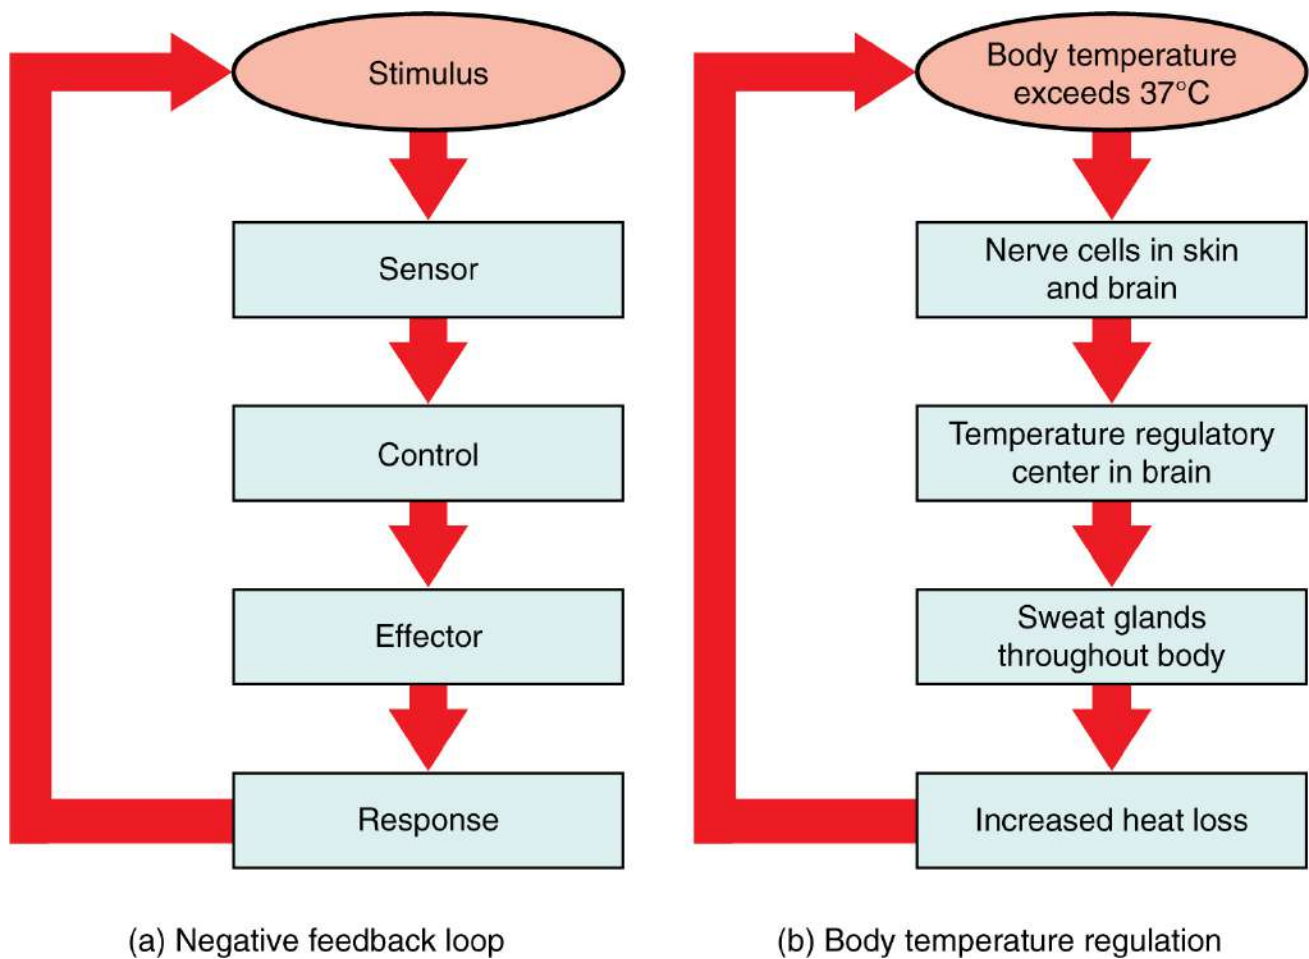 Stimulus
Sensor
Control
Effector
Response
(a) Negative feedback loop
Body temperature
exceeds 37°C
Nerve cells in skin
and brain
Temperature regulatory
center in brain
Sweat glands
throughout body
Increased heat loss
(b) Body temperature regulation